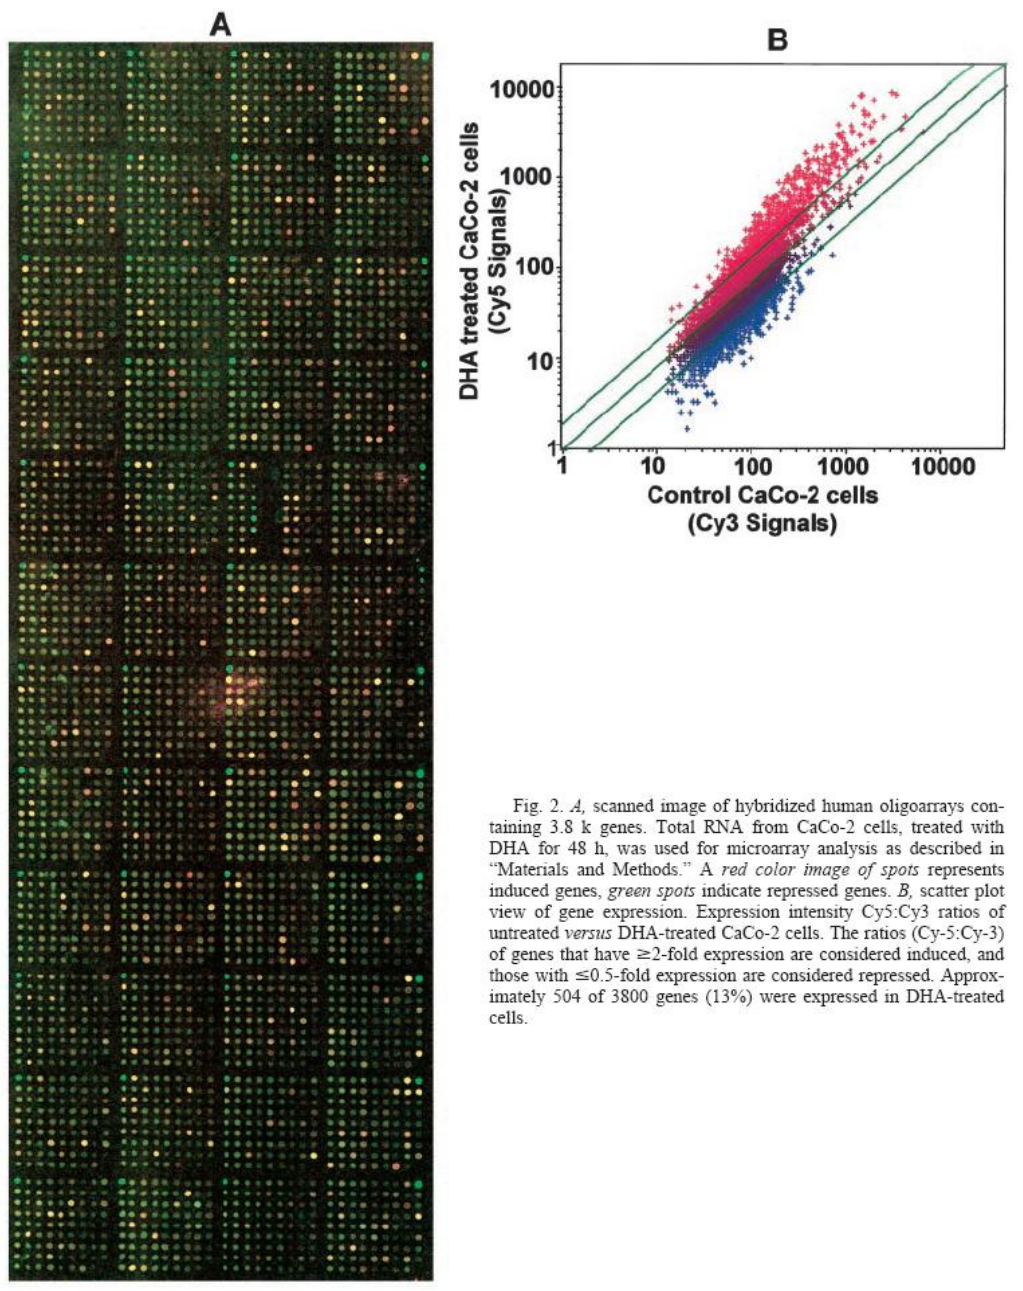 A
B
10000
1000
100
10
1
DHA treated CaCo-2 cells
(Cy5 Signals)
1
10
100
1000
10000
Control CaCo-2 cells
(Cy3 Signals)
Fig. 2. A, scanned image of hybridized human oligoarrays con-
taining 3.8 k genes. Total RNA from CaCo-2 cells, treated with
DHA for 48 h, was used for microarray analysis as described in
“Materials and Methods.” A red color image of spots represents
induced genes, green spots indicate repressed genes. B, scatter plot
view of gene expression. Expression intensity Cy5:Cy3 ratios of
untreated versus DHA-treated CaCo-2 cells. The ratios (Cy-5:Cy-3)
of genes that have ≥2-fold expression are considered induced, and
those with ≤0.5-fold expression are considered repressed. Approx-
imately 504 of 3800 genes (13%) were expressed in DHA-treated
cells.